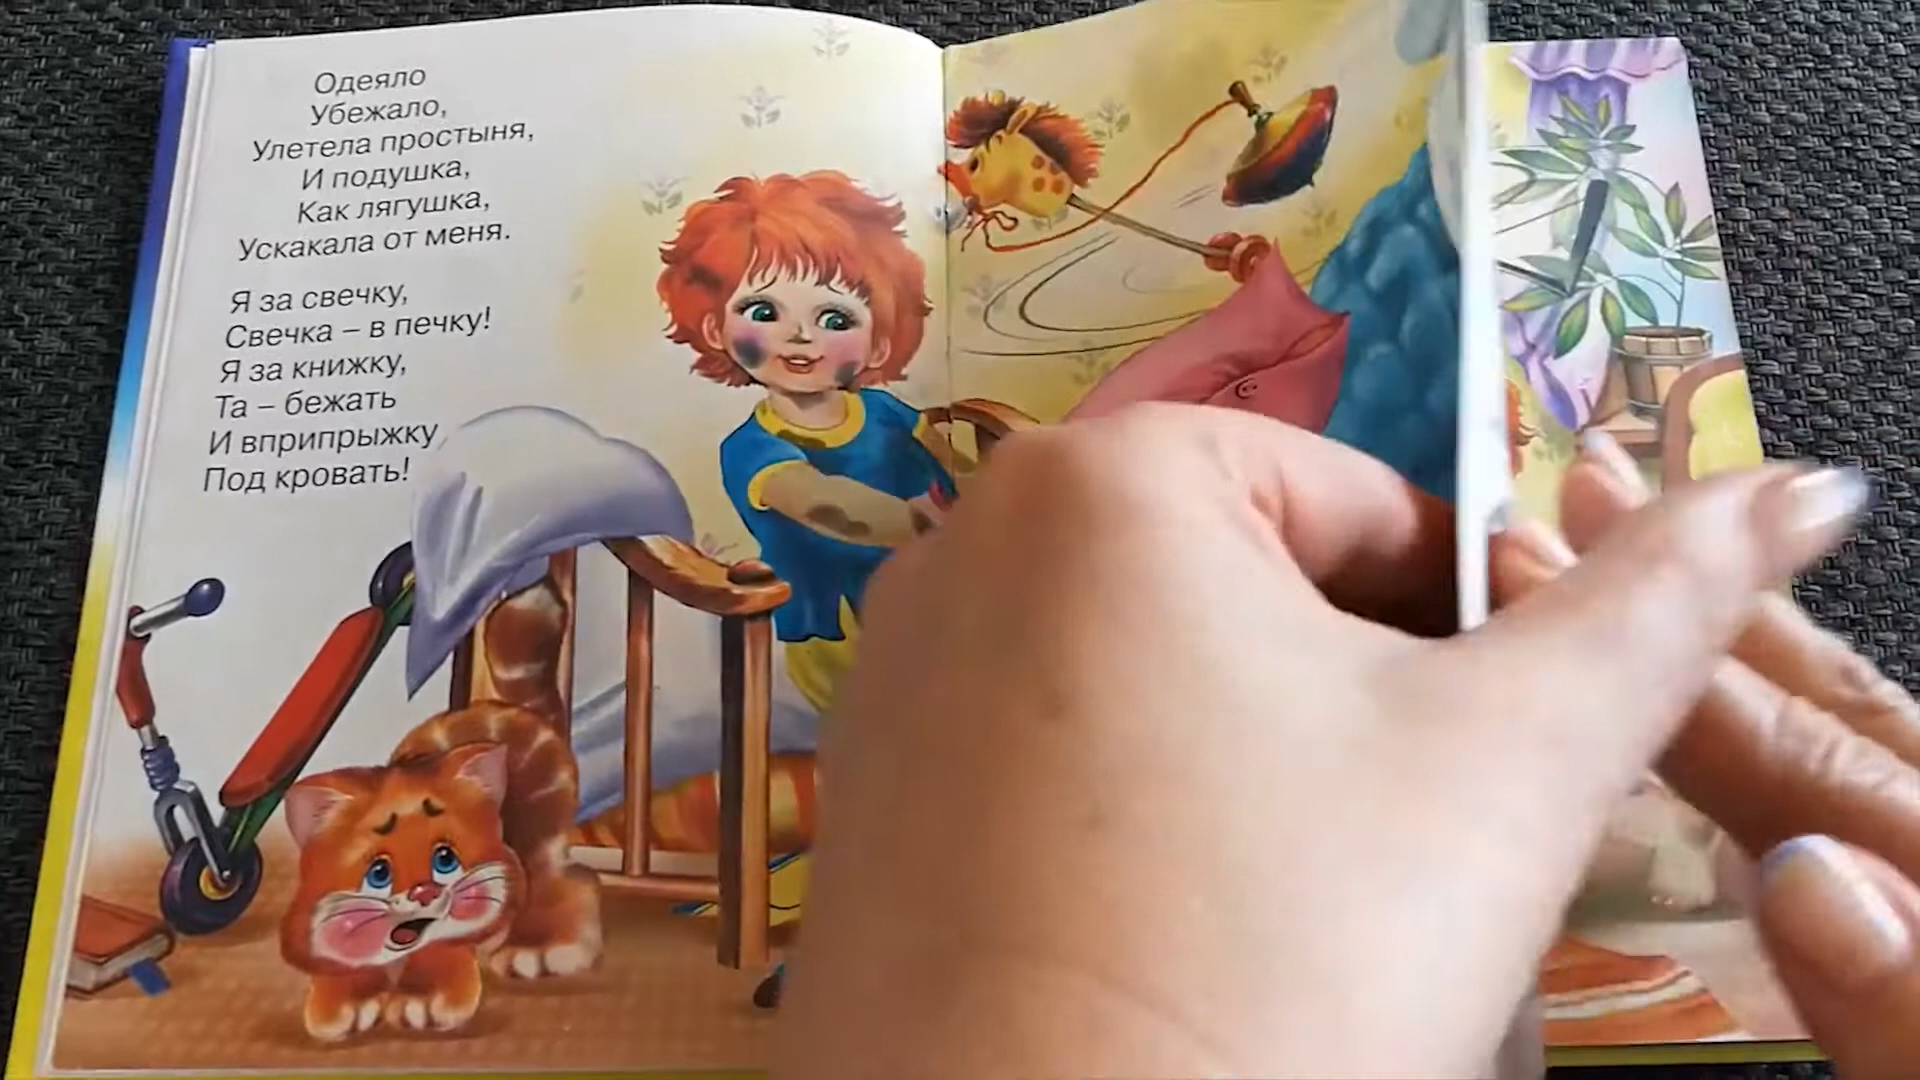 Одеяло
Убежало,
Улетела простыня,
И подушка,
Как лягушка,
Ускакала от меня.
Я за свечку,
Свечка – в печку!
Я за книжку,
Та – бежать
И вприпрыжку
Под кровать!